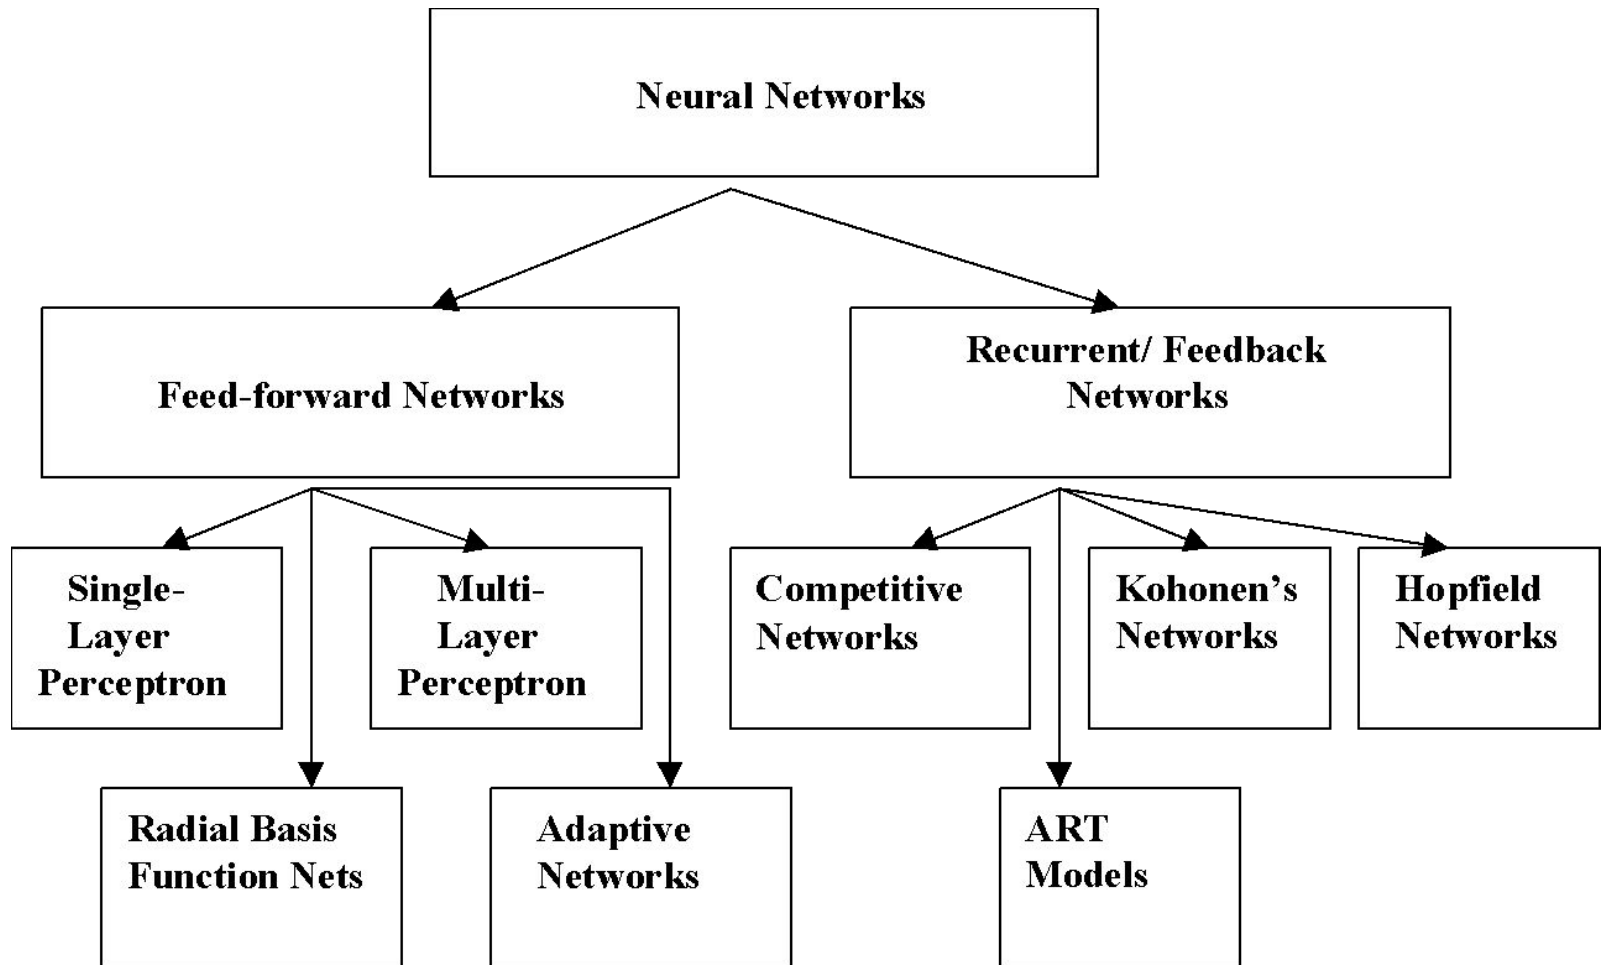 Neural Networks
Feed-forward Networks
Recurrent/ Feedback
Networks
Single-
Layer
Perceptron
Multi-
Layer
Perceptron
Competitive
Networks
Kohonen’s
Networks
Hopfield
Networks
Radial Basis
Function Nets
Adaptive
Networks
ART
Models